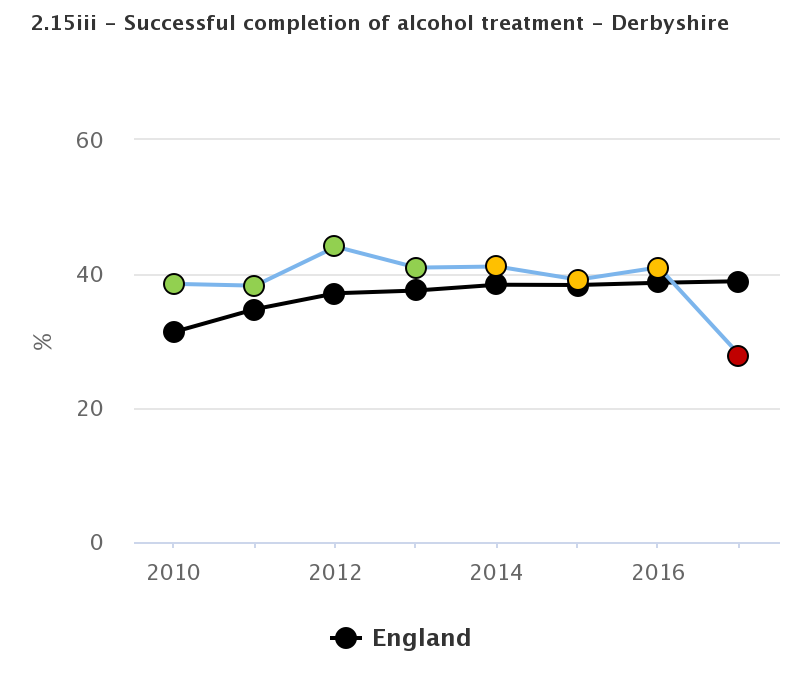 2.15iii – Successful completion of alcohol treatment – Derbyshire
60
40
%
20
0
2010 2012 2014 2016
England